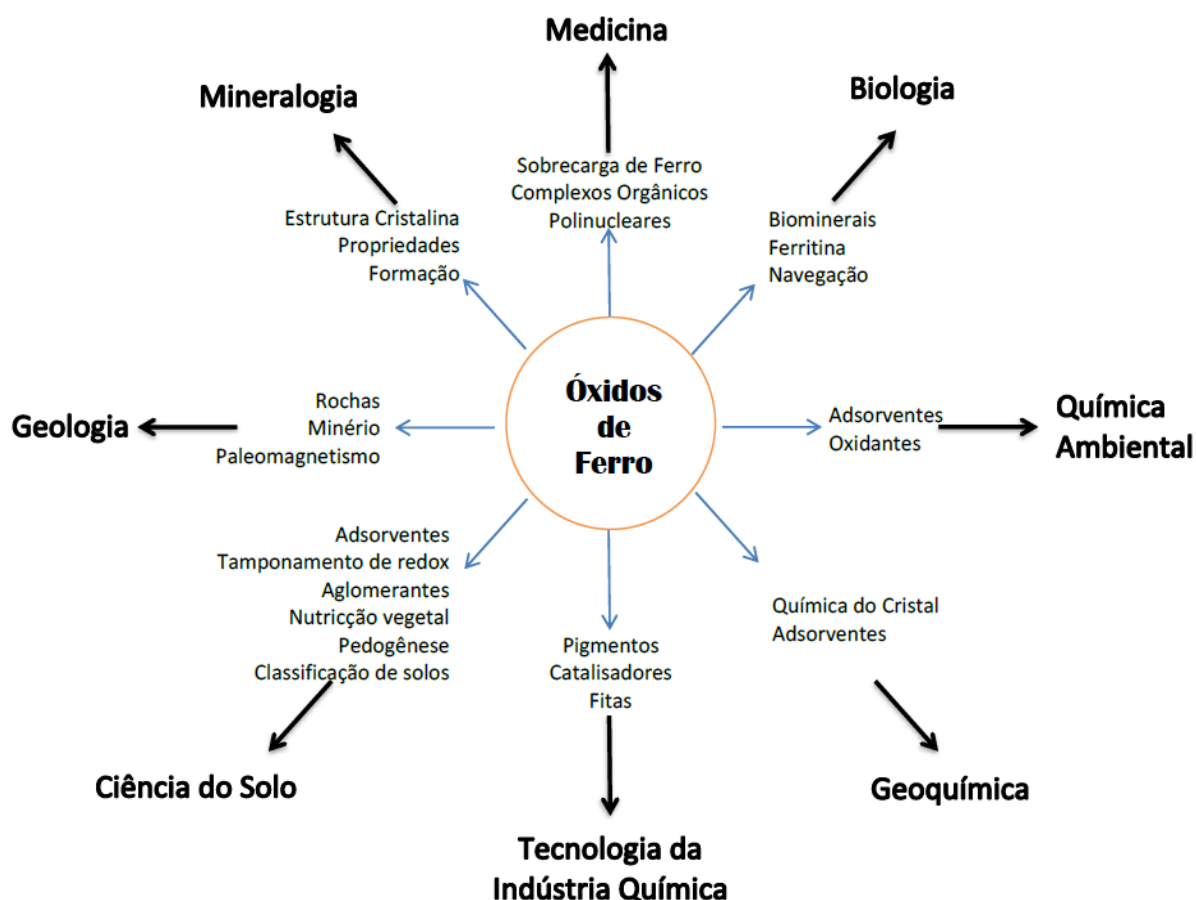 Medicina
Mineralogia
Biologia
Sobrecarga de Ferro
Complexos Orgânicos
Polinucleares
Estrutura Cristalina
Propriedades
Formação
Biominerais
Ferritina
Navegação
Óxidos
de
Ferro
Geologia
Rochas
Minério
Paleomagnetismo
Adsorventes
Oxidantes
Química
Ambiental
Adsorventes
Tamponamento de redox
Aglomerantes
Nutricção vegetal
Pedogênese
Classificação de solos
Pigmentos
Catalisadores
Fitas
Química do Cristal
Adsorventes
Ciência do Solo
Geoquímica
Tecnologia da
Indústria Química